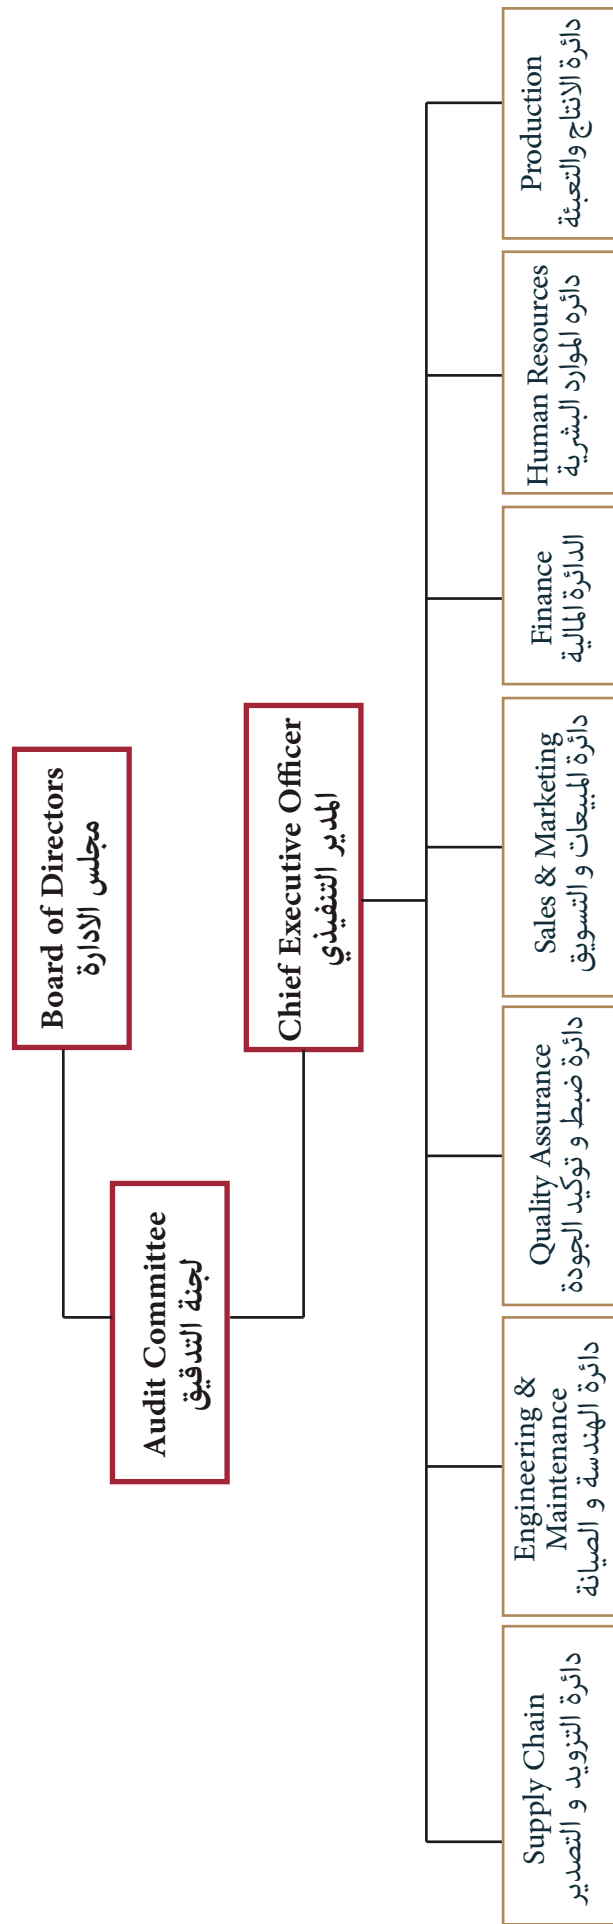 Board of Directors
مجلس الادارة
Audit Committee
لجنة التدقيق
Chief Executive Officer
المدير التنفيذي
Supply Chain
دائرة التزويد و التصدير
Engineering &
Maintenance
دائرة الهندسة و الصيانة
Quality Assurance
دائرة ضبط و توكيد الجودة
Sales & Marketing
دائرة المبيعات و التسويق
Finance
الدائرة المالية
Human Resources
دائره الموارد البشرية
Production
دائرة الانتاج والتعبئة